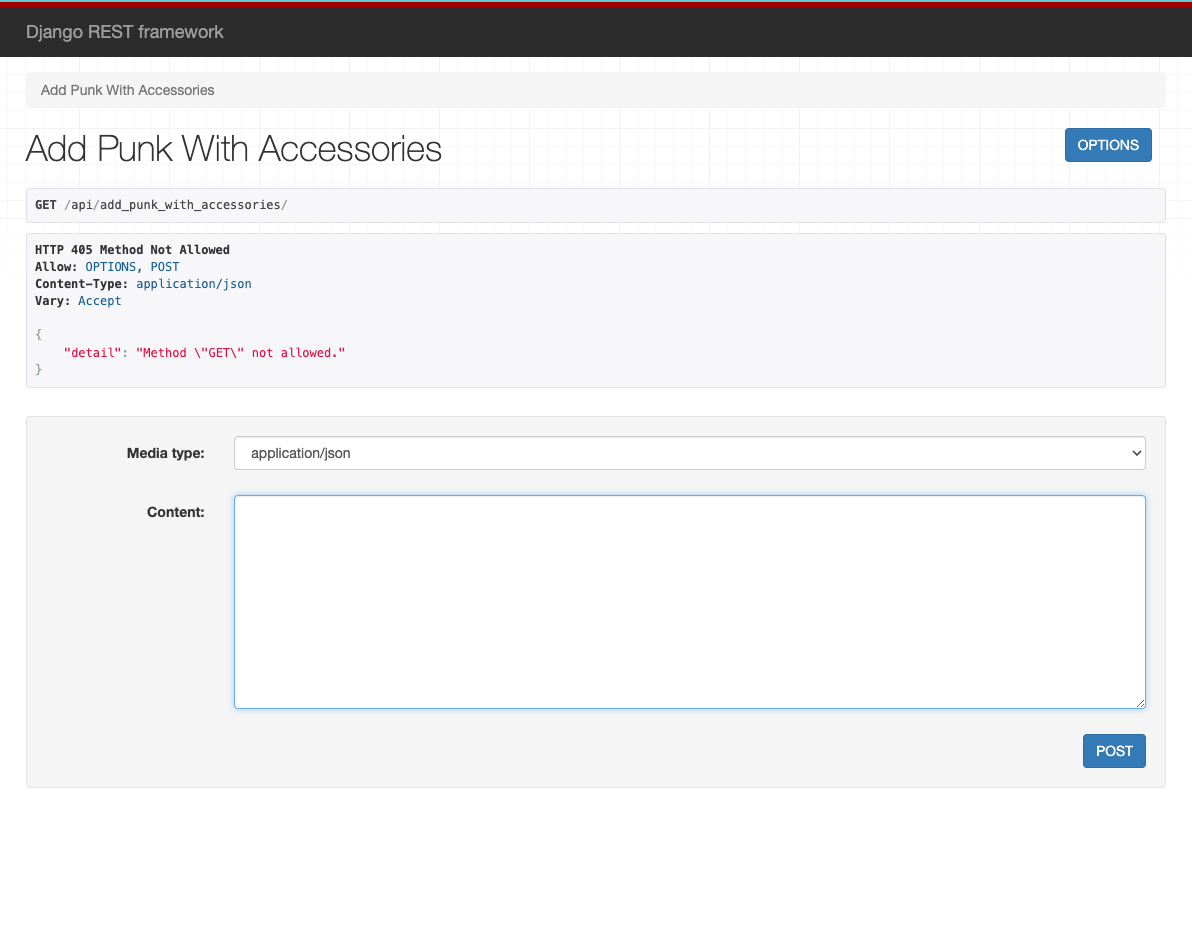 Django REST framework
Add Punk With Accessories
Add Punk With Accessories
OPTIONS
GET /api/add_punk_with_accessories/
HTTP 405 Method Not Allowed
Allow: OPTIONS, POST
Content-Type: application/json
Vary: Accept
{
    "detail": "Method \"GET\" not allowed."
}
Media type:
application/json
Content:
POST